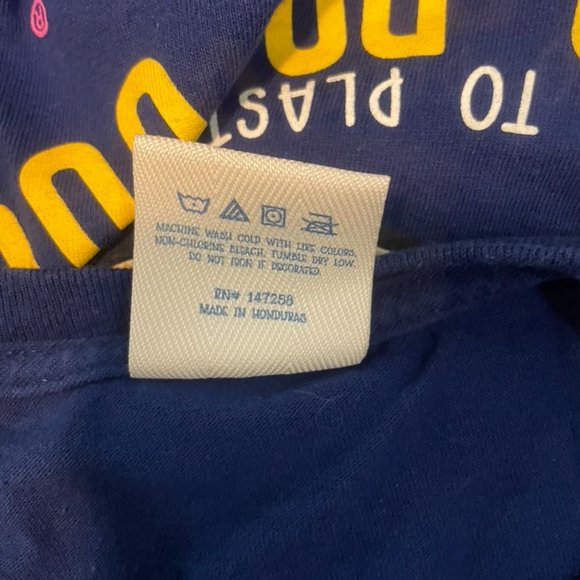 ®
DO
TO PLAST
MACHINE WASH COLD WITH LIKE COLORS,
NON-CHLORINE BLEACH, TUMBLE DRY LOW.
DO NOT IRON IF DECORATED.
RN# 147258
MADE IN HONDURAS